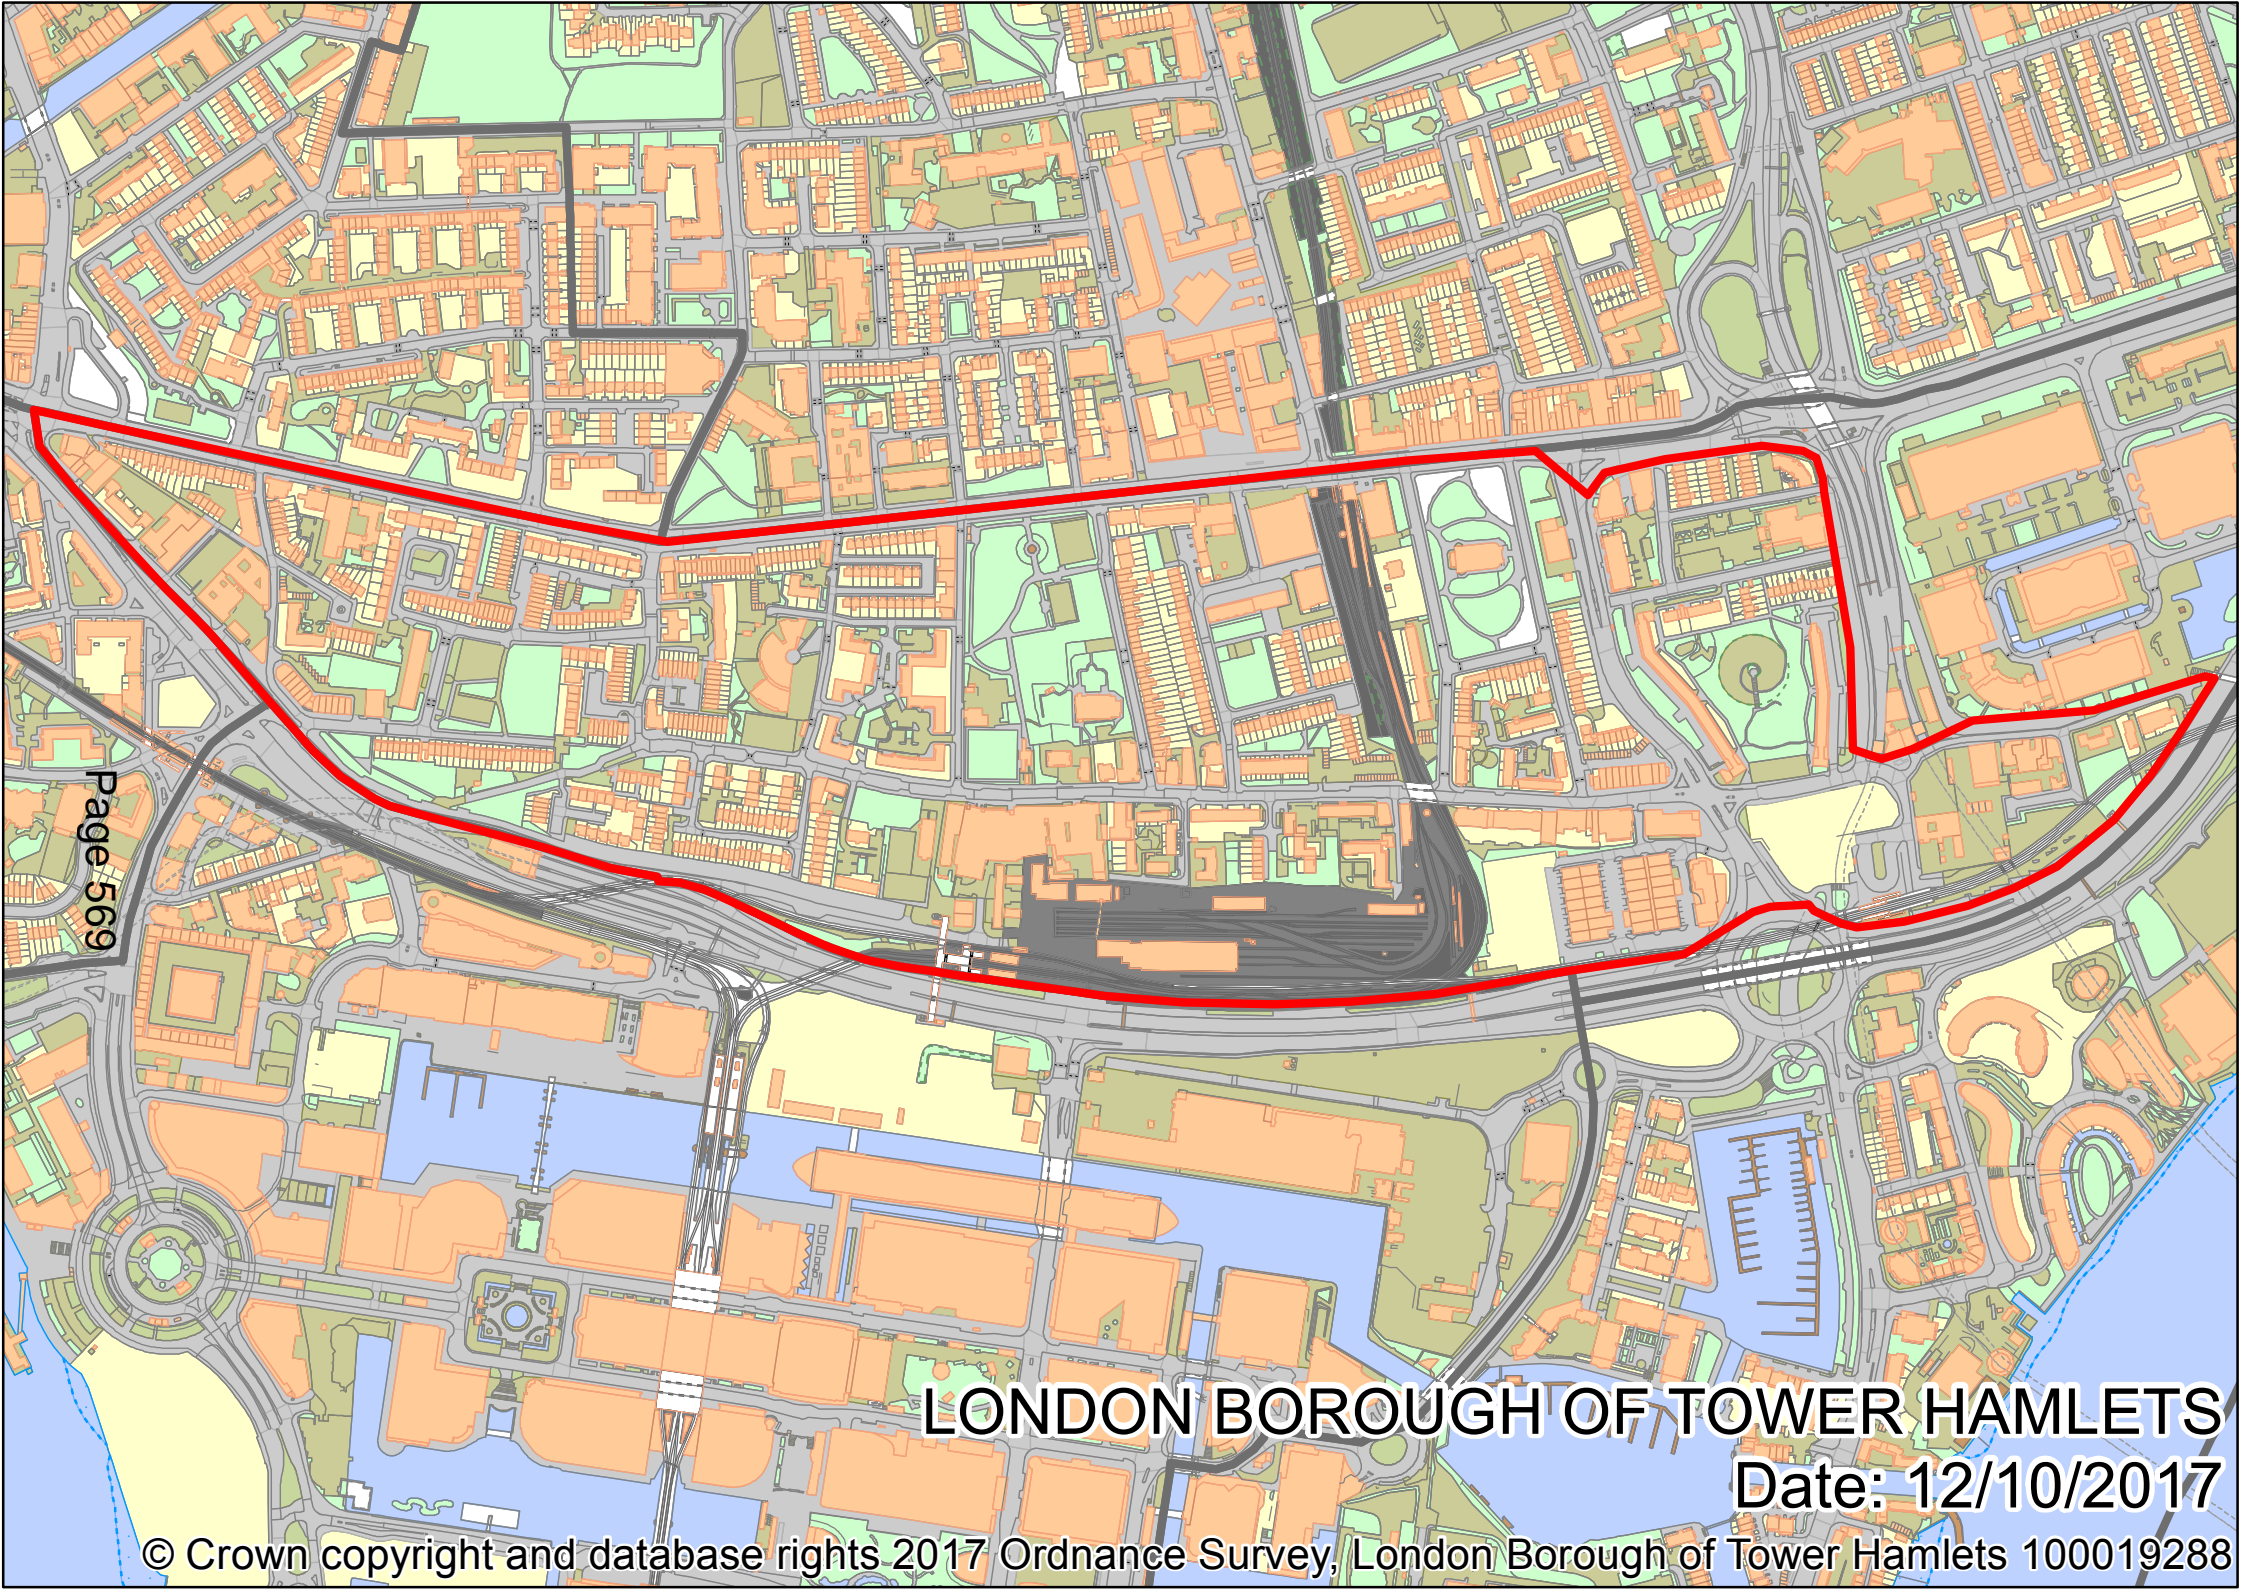 Page 569
LONDON BOROUGH OF TOWER HAMLETS
Date: 12/10/2017
© Crown copyright and database rights 2017 Ordnance Survey, London Borough of Tower Hamlets 100019288